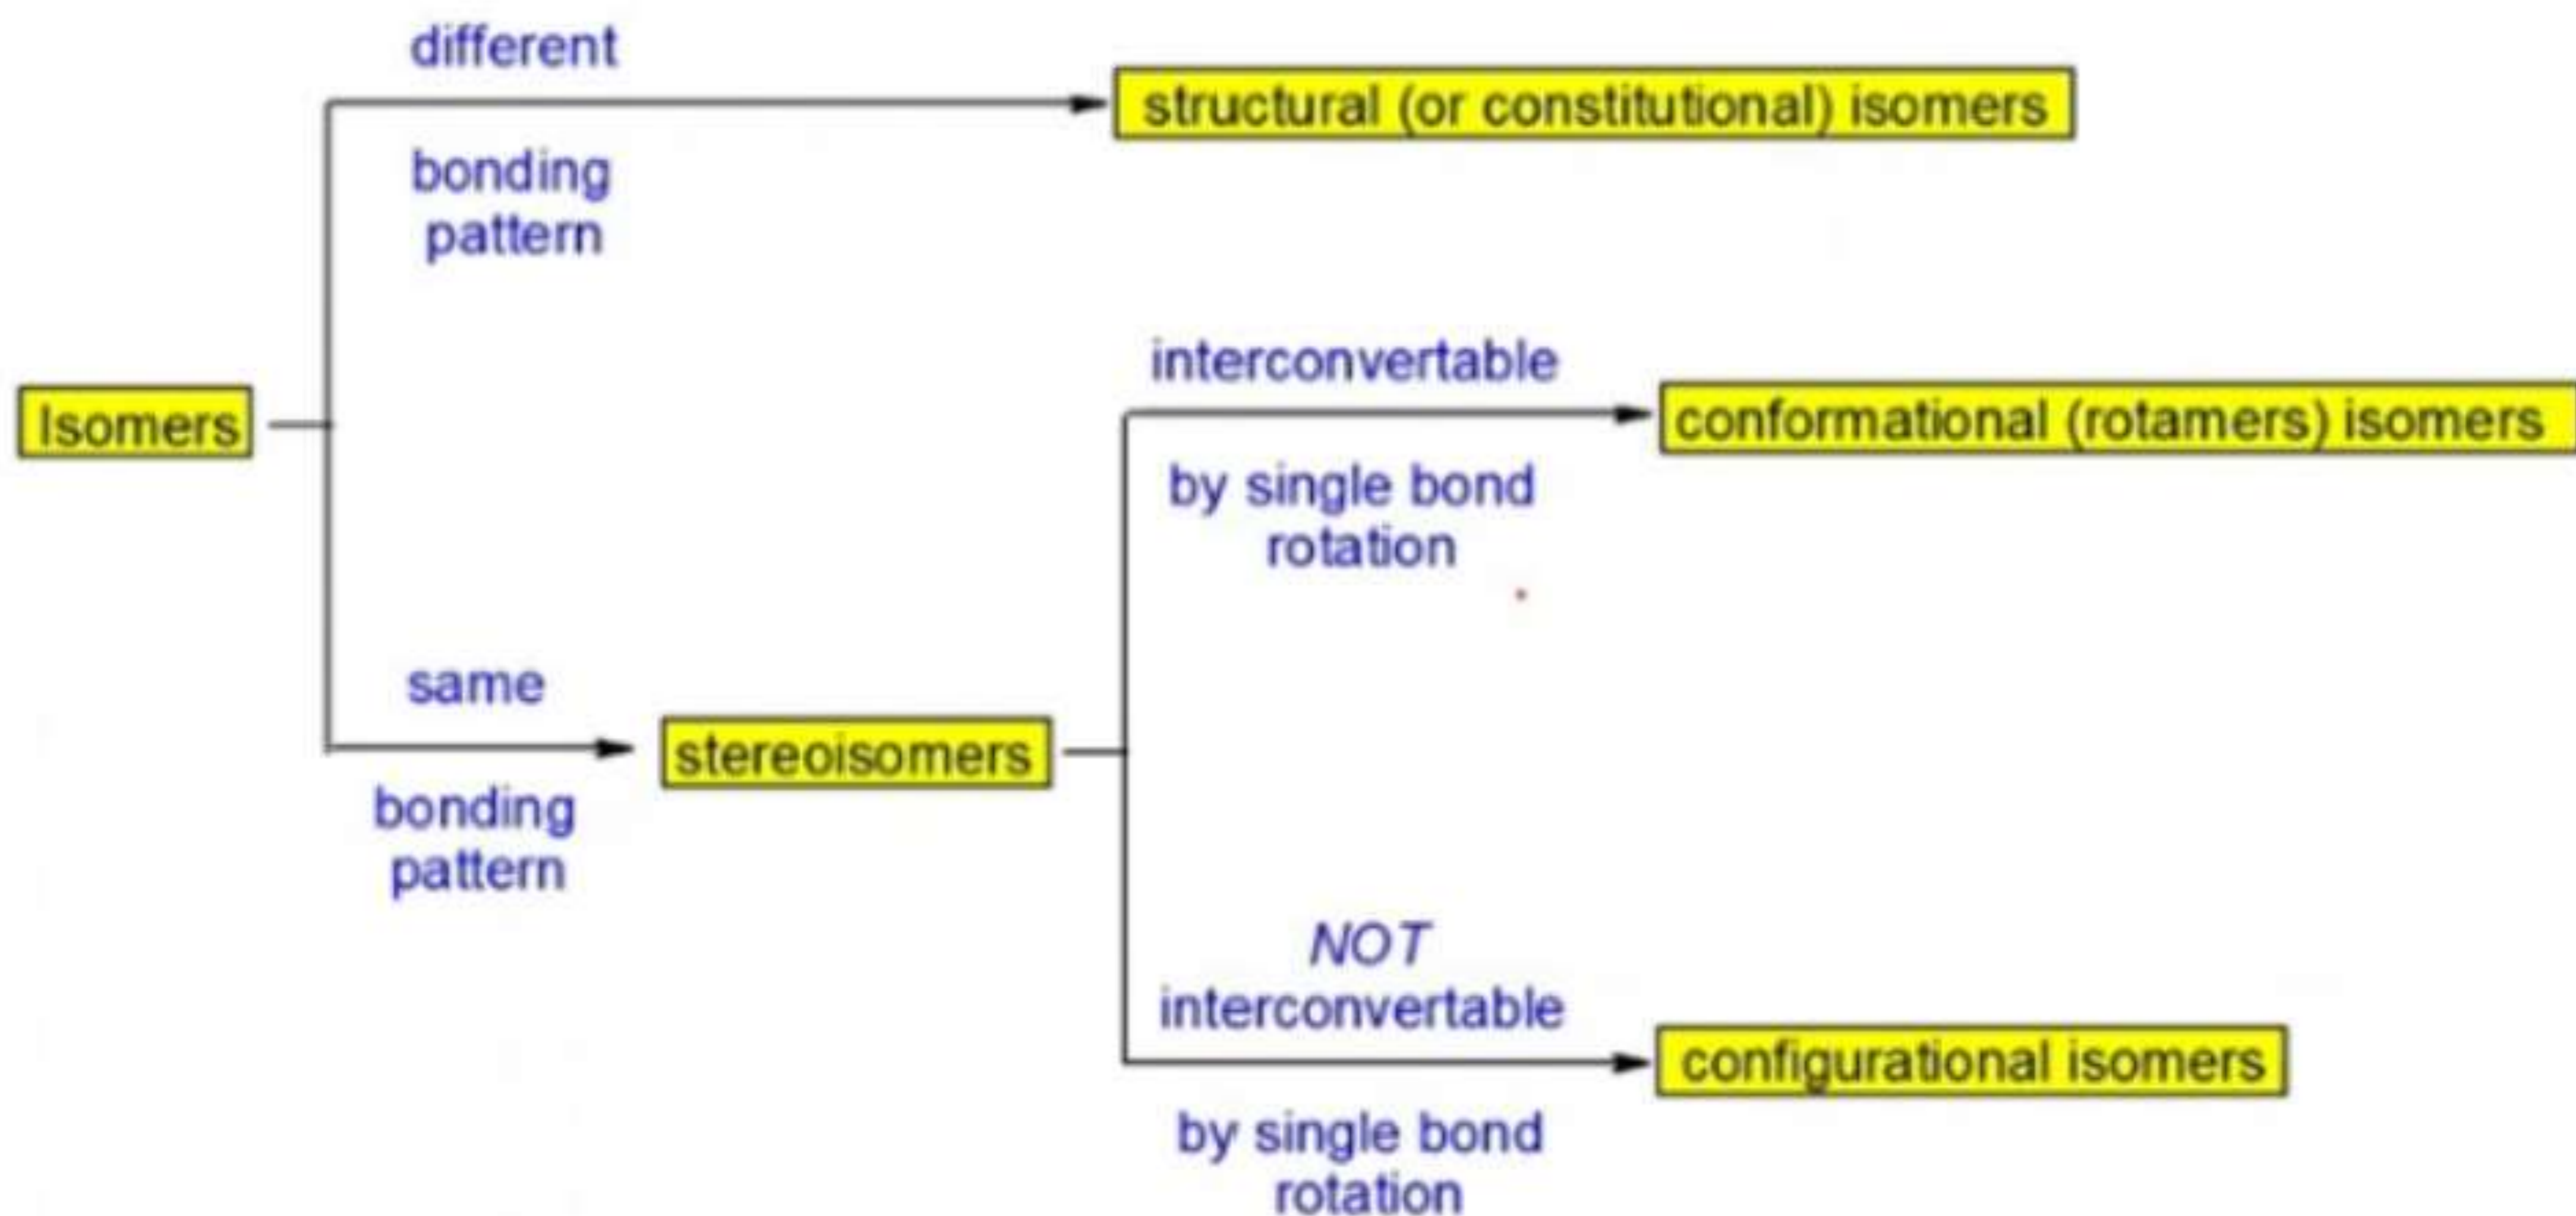 different
structural (or constitutional) isomers
bonding
pattern
interconvertable
Isomers
conformational (rotamers) isomers
by single bond
rotation
same
stereoisomers
bonding
pattern
NOT
interconvertable
configurational isomers
by single bond
rotation